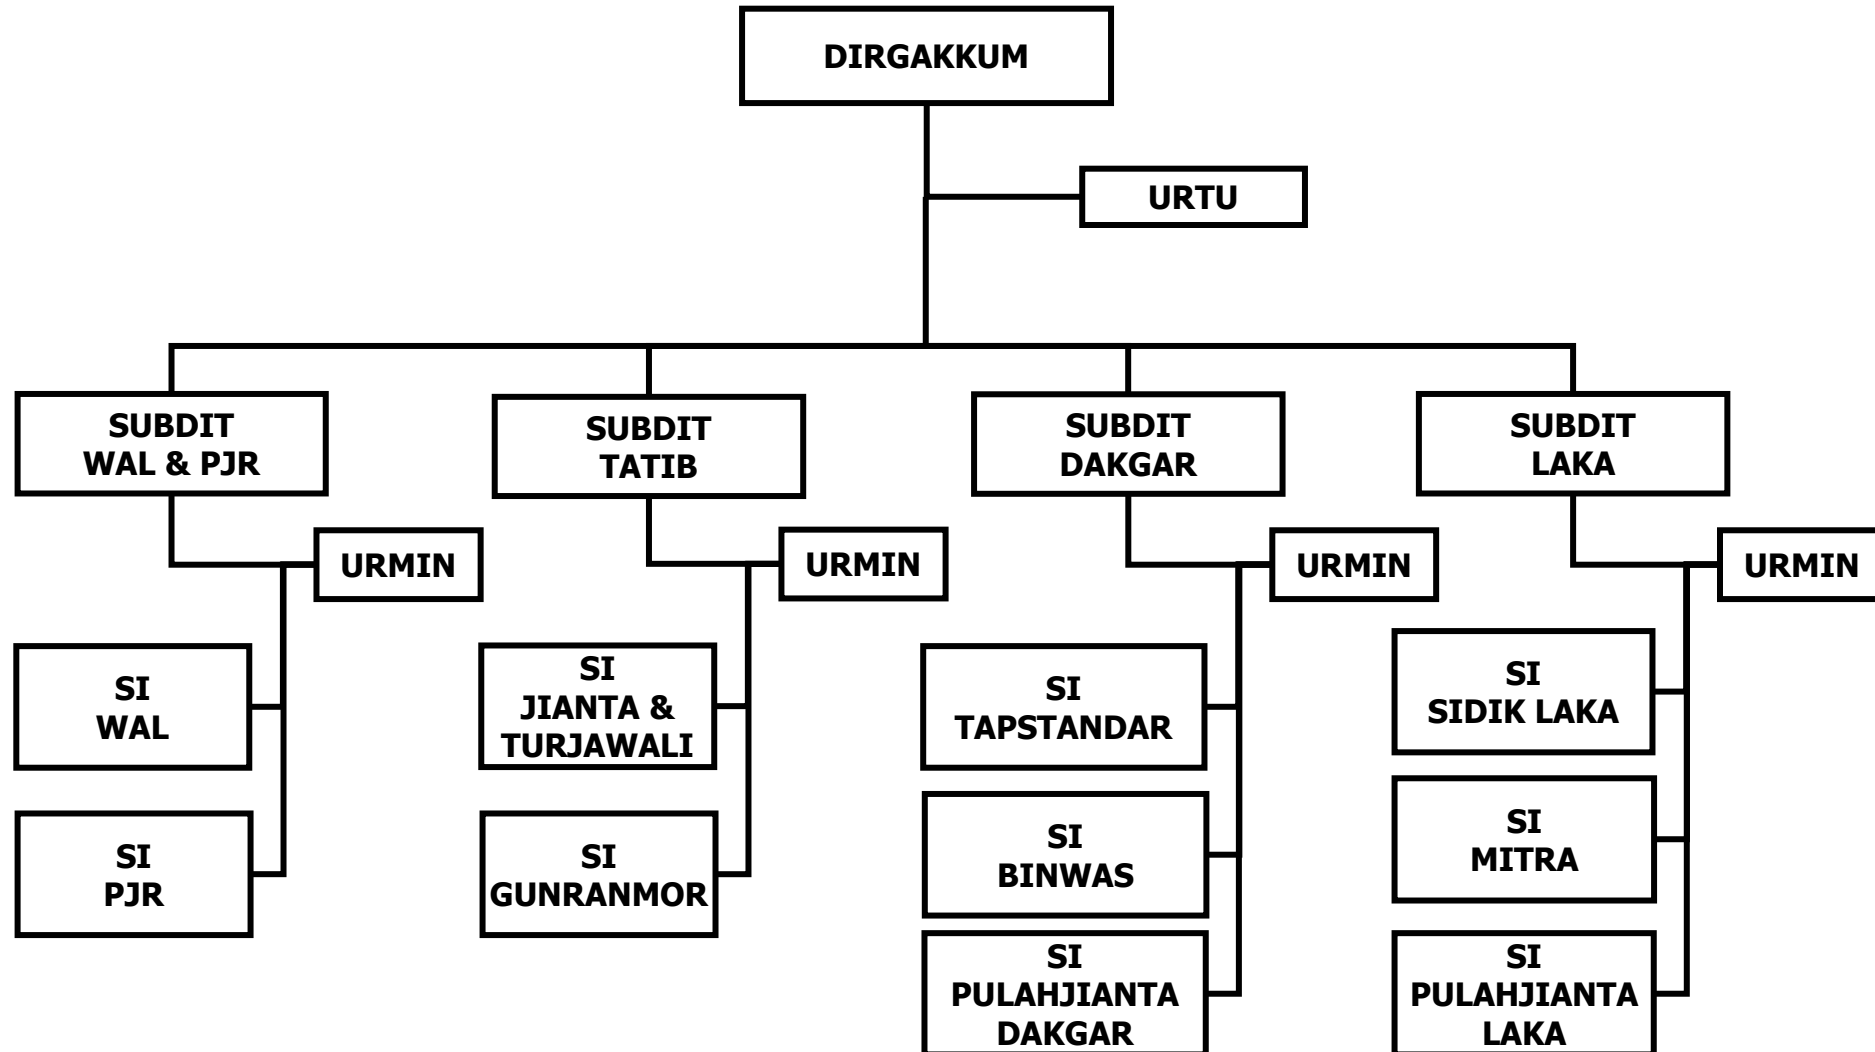 DIRGAKKUM
URTU
SUBDIT
WAL & PJR
SUBDIT
TATIB
SUBDIT
DAKGAR
SUBDIT
LAKA
URMIN
URMIN
URMIN
URMIN
SI
WAL
SI
JIANTA &
TURJAWALI
SI
TAPSTANDAR
SI
SIDIK LAKA
SI
PJR
SI
GUNRANMOR
SI
BINWAS
SI
MITRA
SI
PULAHJIANTA
DAKGAR
SI
PULAHJIANTA
LAKA